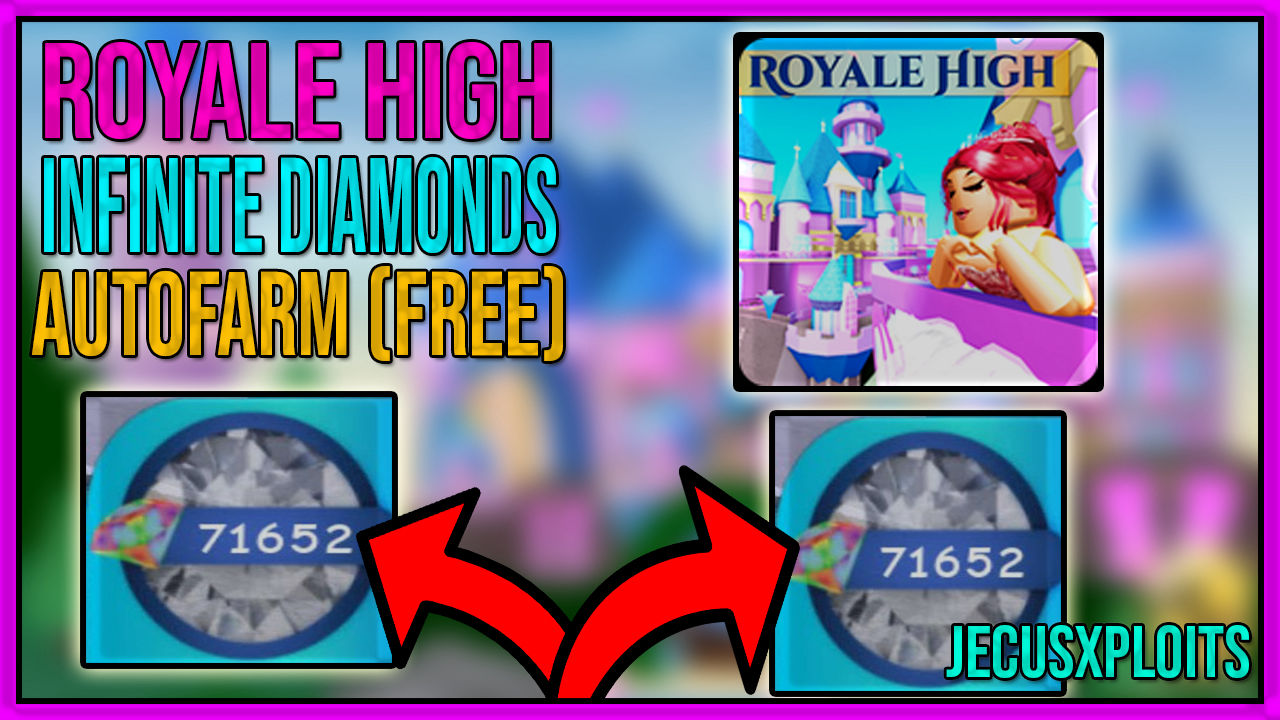 ROYALE HIGH
INFINITE DIAMONDS
AUTOFARM (FREE)
ROYALE HIGH
71652
71652
JECUSXPLOITS